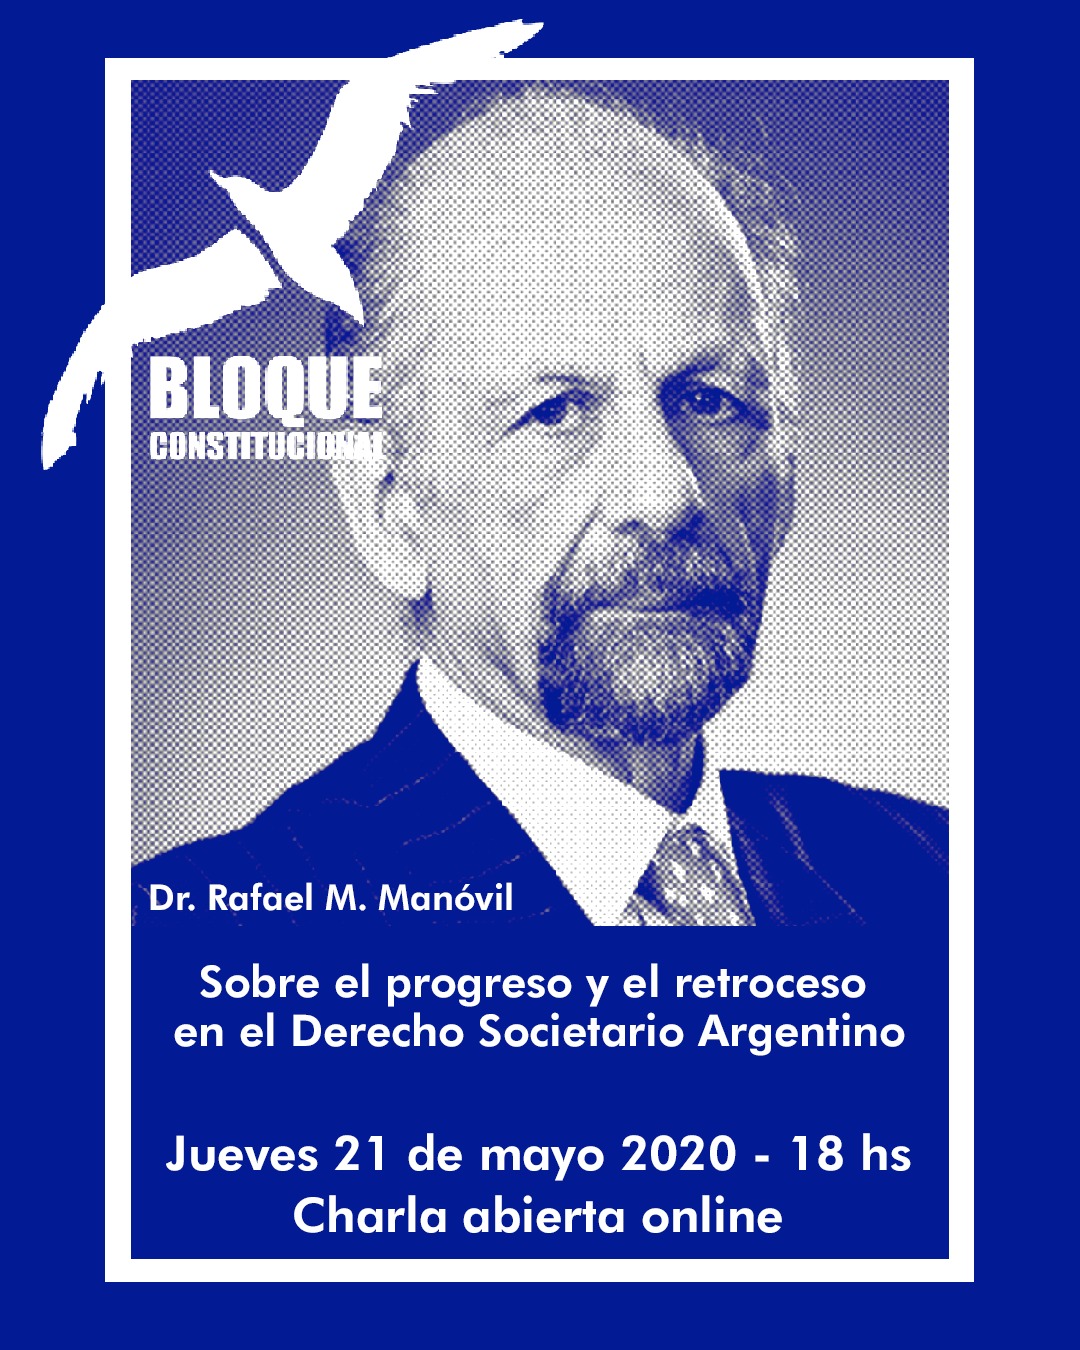 BLOQUE
CONSTITUCIONAL
Dr. Rafael M. Manóvil
Sobre el progreso y el retroceso
en el Derecho Societario Argentino
Jueves 21 de mayo 2020 - 18 hs
Charla abierta online